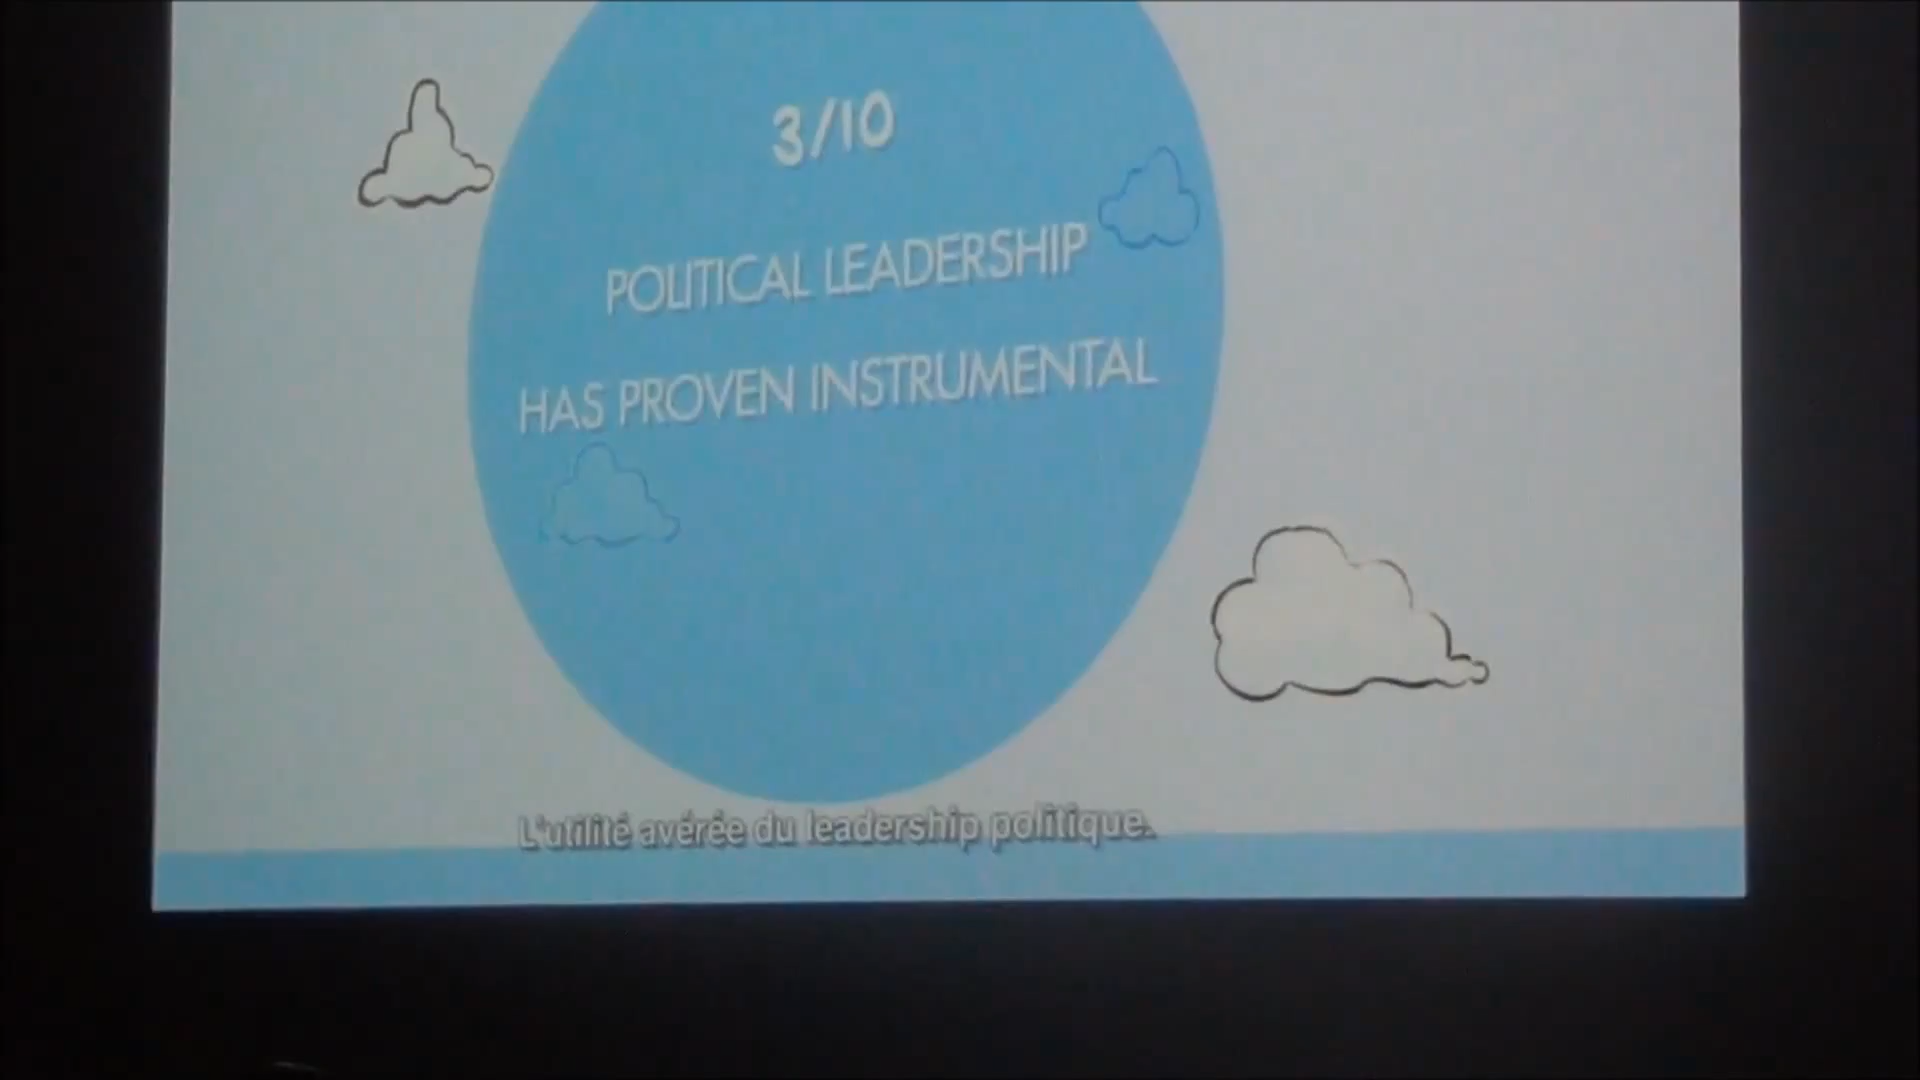 3/10
POLITICAL LEADERSHIP
HAS PROVEN INSTRUMENTAL
L'utilité avérée du leadership politique.